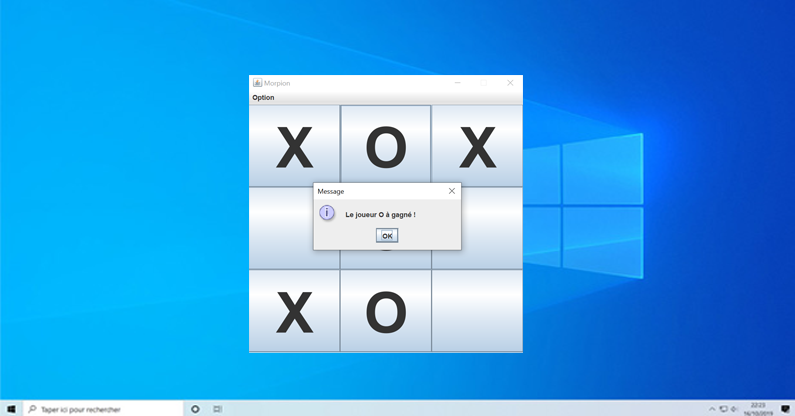 Morpion
Option
X O X
Message
Le joueur O à gagné !
OK
X O
Taper ici pour rechercher
22:23
16/10/2019